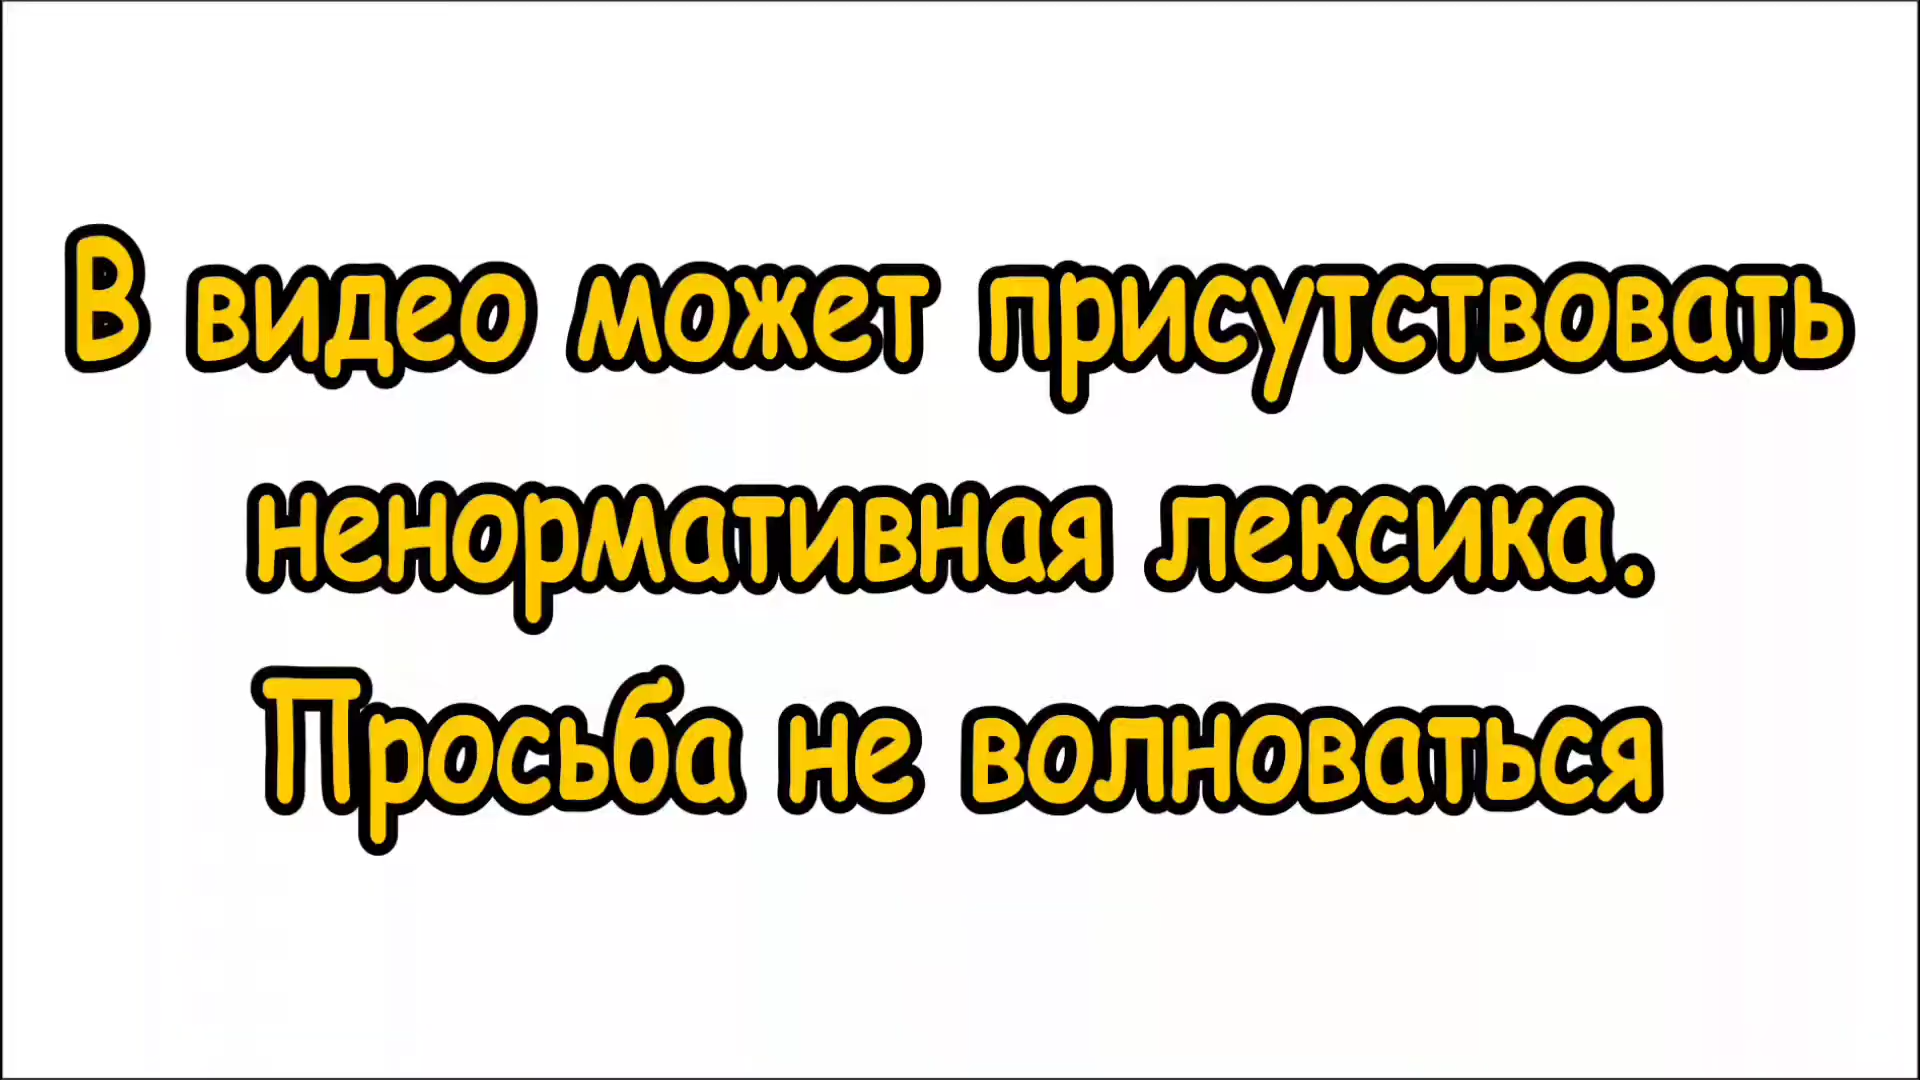 В видео может присутствовать
ненормативная лексика.
Просьба не волноваться